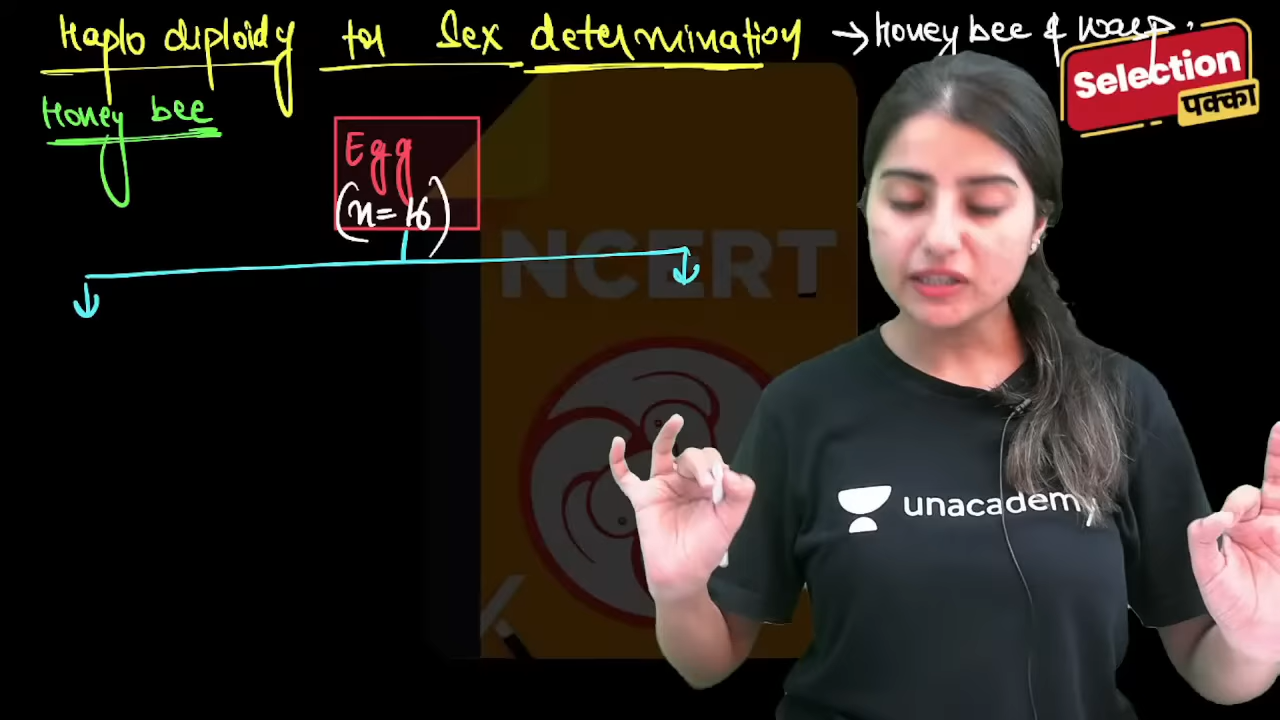 Haplo diploidy for Sex determination → Honey bee & wasp.
Selection
पक्का
Honey bee
Egg
(n=16)
NCERT
unacademy